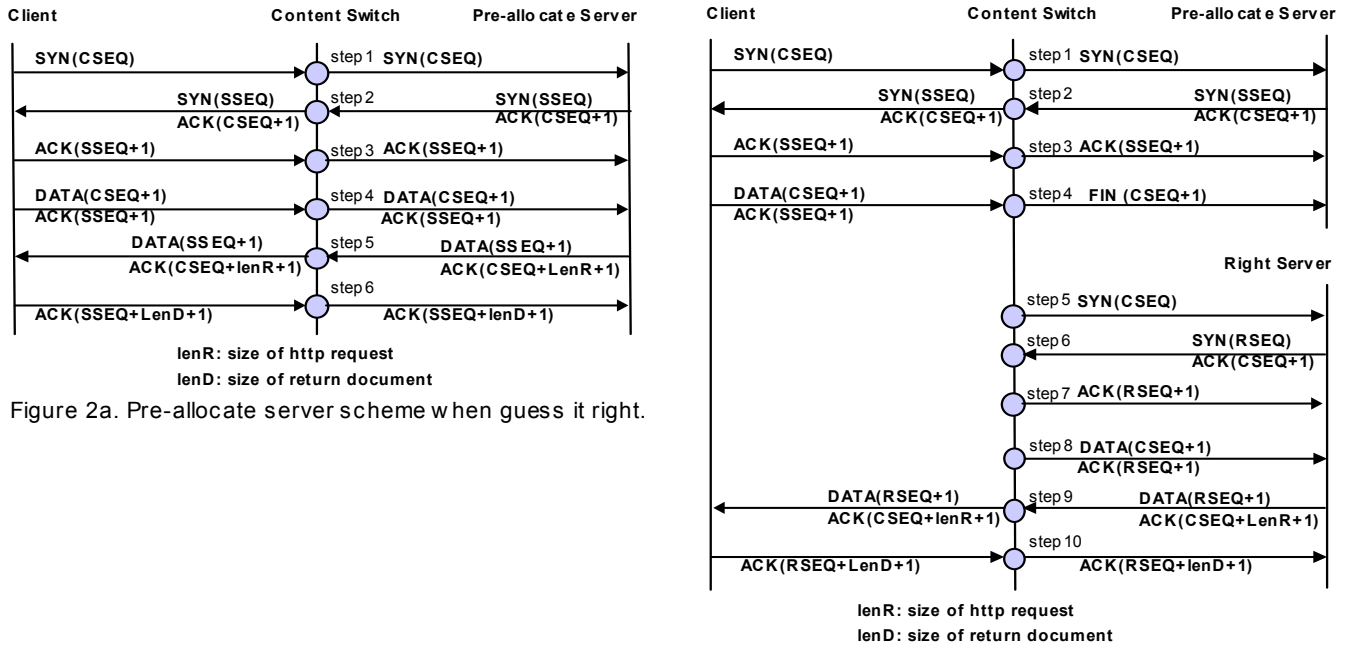 Client Content Switch Pre-allocate Server
SYN(CSEQ) step 1 SYN(CSEQ)
SYN(SSEQ) step 2 SYN(SSEQ)
ACK(CSEQ+1) ACK(CSEQ+1)
ACK(SSEQ+1) step 3 ACK(SSEQ+1)
DATA(CSEQ+1) step 4 DATA(CSEQ+1)
ACK(SSEQ+1) ACK(SSEQ+1)
DATA(SSEQ+1) step 5 DATA(SSEQ+1)
ACK(CSEQ+lenR+1) ACK(CSEQ+LenR+1)
step 6
ACK(SSEQ+LenD+1) ACK(SSEQ+lenD+1)
lenR: size of http request
lenD: size of return document
Figure 2a. Pre-allocate server scheme when guess it right.
Client Content Switch Pre-allocate Server
SYN(CSEQ) step 1 SYN(CSEQ)
SYN(SSEQ) step 2 SYN(SSEQ)
ACK(CSEQ+1) ACK(CSEQ+1)
ACK(SSEQ+1) step 3 ACK(SSEQ+1)
DATA(CSEQ+1) step 4 FIN (CSEQ+1)
ACK(SSEQ+1)
Right Server
step 5 SYN(CSEQ)
step 6 SYN(RSEQ)
ACK(CSEQ+1)
step 7 ACK(RSEQ+1)
step 8 DATA(CSEQ+1)
ACK(RSEQ+1)
DATA(RSEQ+1) step 9 DATA(RSEQ+1)
ACK(CSEQ+lenR+1) ACK(CSEQ+LenR+1)
step 10
ACK(RSEQ+LenD+1) ACK(RSEQ+lenD+1)
lenR: size of http request
lenD: size of return document